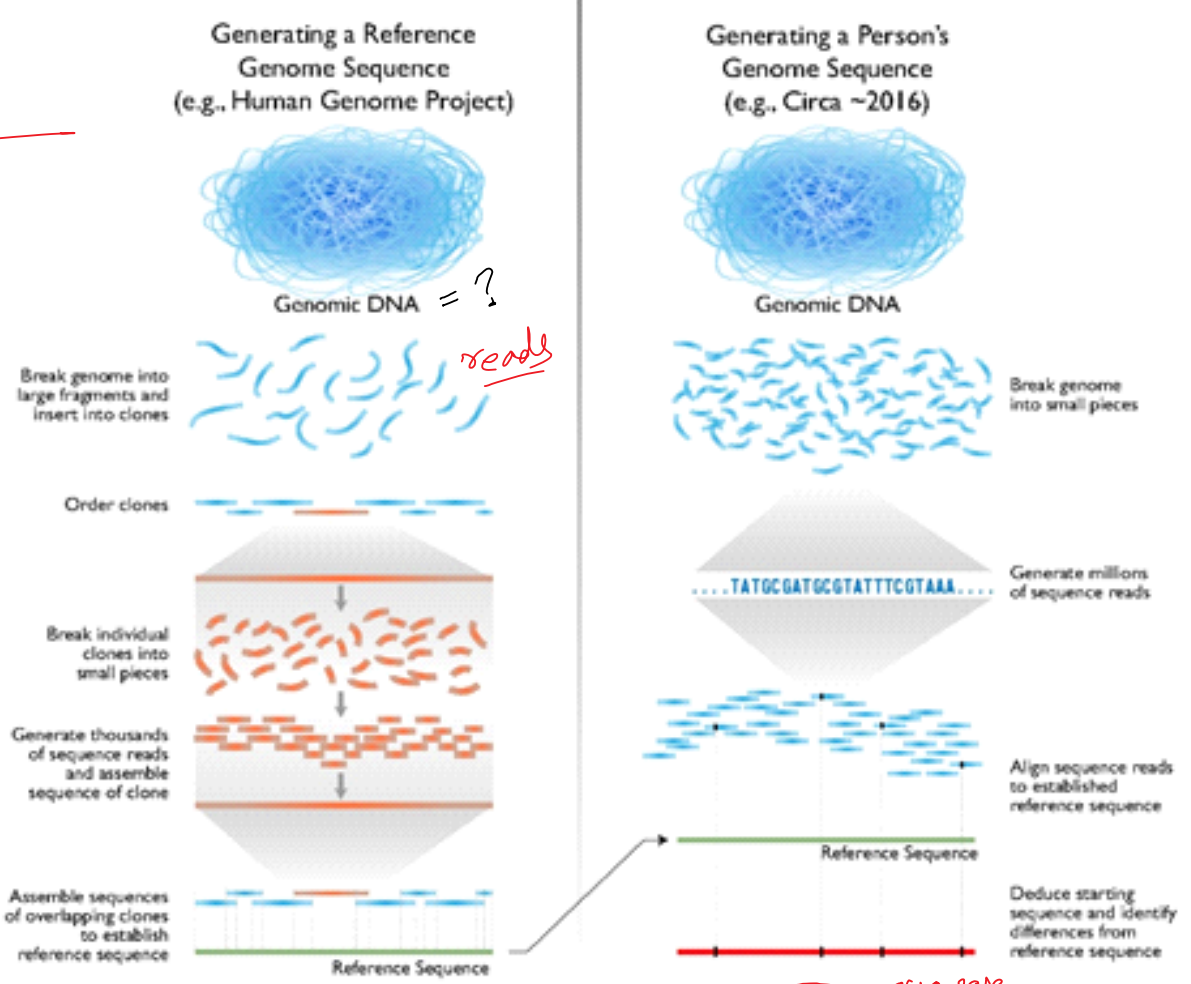 Generating a Reference
Genome Sequence
(e.g., Human Genome Project)
Genomic DNA = ?
reads
Break genome into
large fragments and
insert into clones
Order clones
Break individual
clones into
small pieces
Generate thousands
of sequence reads
and assemble
sequence of clone
Assemble sequences
of overlapping clones
to establish
reference sequence
Reference Sequence
Generating a Person's
Genome Sequence
(e.g., Circa ~2016)
Genomic DNA
Break genome
into small pieces
....TATGCGATGCGTATTTCGTAAA....
Generate millions
of sequence reads
Align sequence reads
to established
reference sequence
Reference Sequence
Deduce starting
sequence and identify
differences from
reference sequence